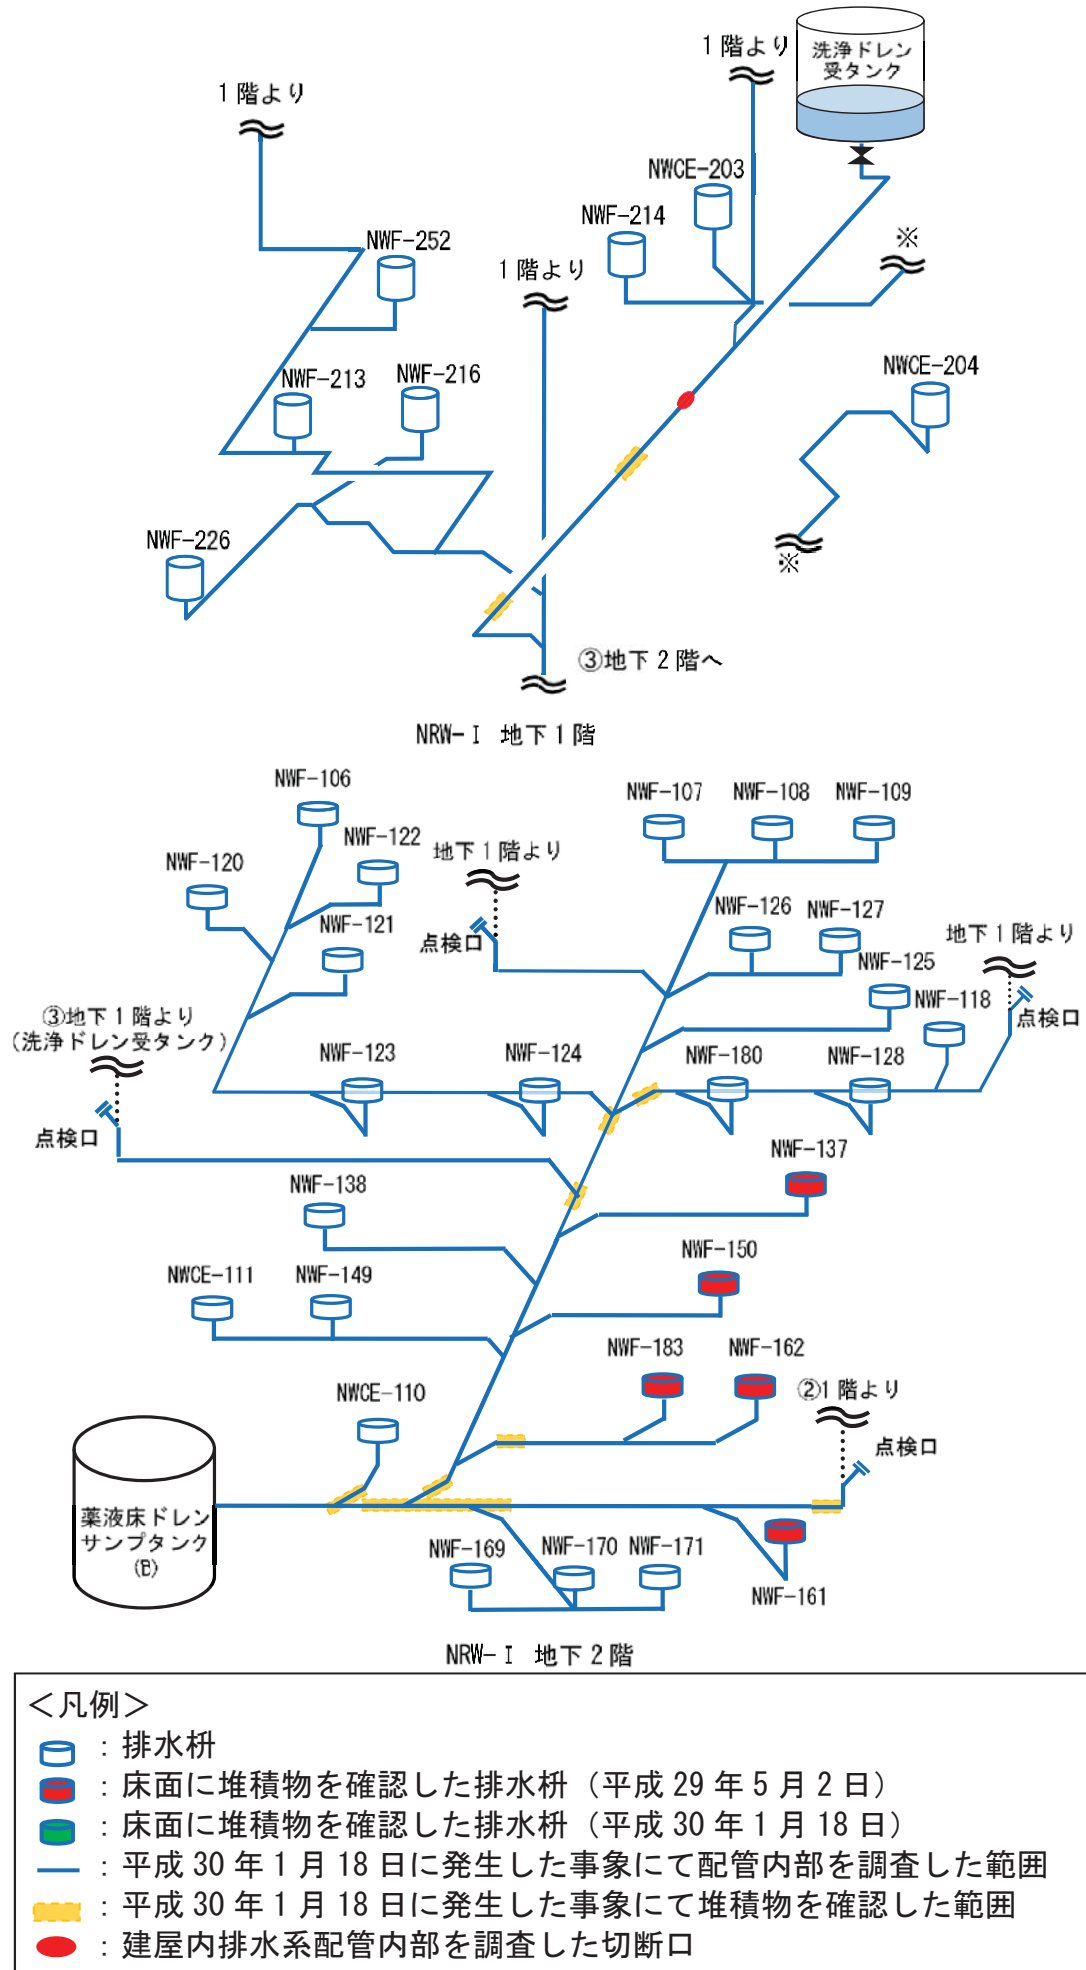 1階より
洗浄ドレン
受タンク
1階より
NWCE-203
NWF-214
※
NWF-252
1階より
NWF-213
NWF-216
NWCE-204
NWF-226
※
③地下2階へ
NRW-Ⅰ 地下1階
NWF-106
NWF-107
NWF-108
NWF-109
NWF-122
地下1階より
NWF-120
NWF-126
NWF-127
NWF-121
点検口
地下1階より
NWF-125
NWF-118
③地下1階より
(洗浄ドレン受タンク)
点検口
NWF-123
NWF-124
NWF-180
NWF-128
点検口
NWF-137
NWF-138
NWF-150
NWCE-111
NWF-149
NWF-183
NWF-162
NWCE-110
②1階より
点検口
薬液床ドレン
サンプタンク
(B)
NWF-169
NWF-170
NWF-171
NWF-161
NRW-Ⅰ 地下2階
＜凡例＞
：排水枡
：床面に堆積物を確認した排水枡（平成29年5月2日）
：床面に堆積物を確認した排水枡（平成30年1月18日）
：平成30年1月18日に発生した事象にて配管内部を調査した範囲
：平成30年1月18日に発生した事象にて堆積物を確認した範囲
：建屋内排水系配管内部を調査した切断口